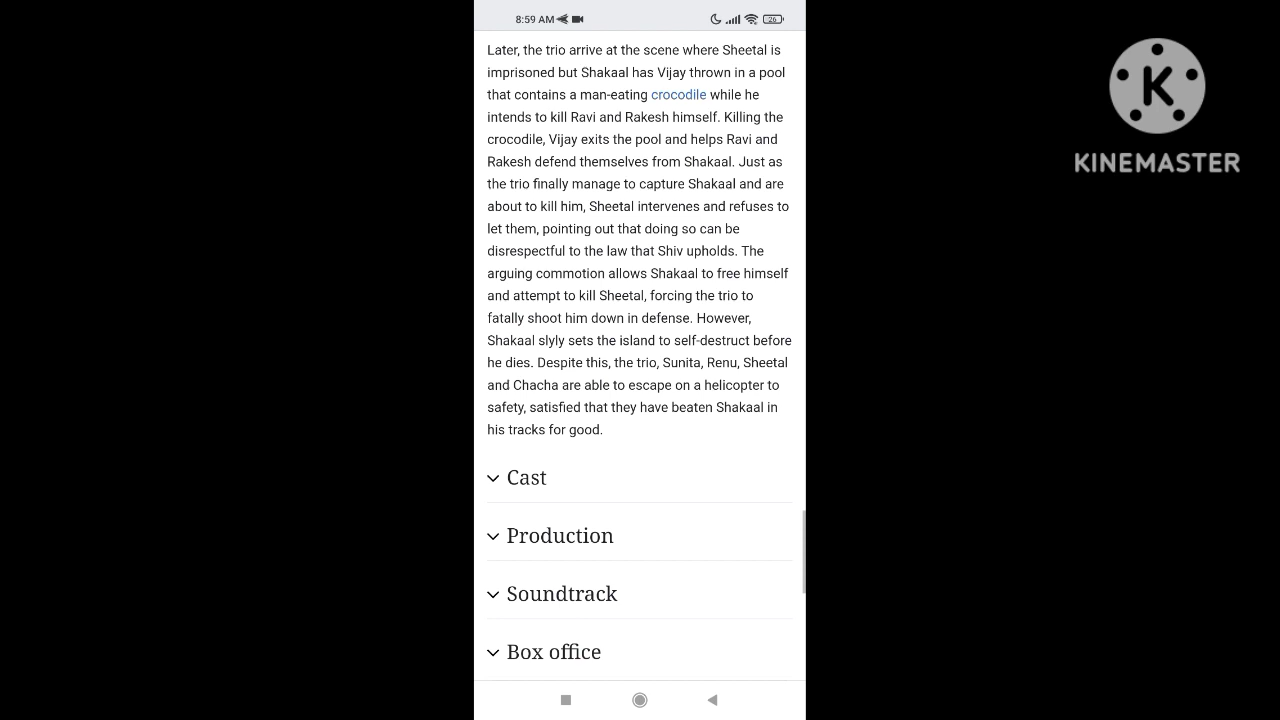 8:59 AM
26
Later, the trio arrive at the scene where Sheetal is
imprisoned but Shakaal has Vijay thrown in a pool
that contains a man-eating crocodile while he
intends to kill Ravi and Rakesh himself. Killing the
crocodile, Vijay exits the pool and helps Ravi and
Rakesh defend themselves from Shakaal. Just as
the trio finally manage to capture Shakaal and are
about to kill him, Sheetal intervenes and refuses to
let them, pointing out that doing so can be
disrespectful to the law that Shiv upholds. The
arguing commotion allows Shakaal to free himself
and attempt to kill Sheetal, forcing the trio to
fatally shoot him down in defense. However,
Shakaal slyly sets the island to self-destruct before
he dies. Despite this, the trio, Sunita, Renu, Sheetal
and Chacha are able to escape on a helicopter to
safety, satisfied that they have beaten Shakaal in
his tracks for good.
Cast
Production
Soundtrack
Box office
K
KINEMASTER